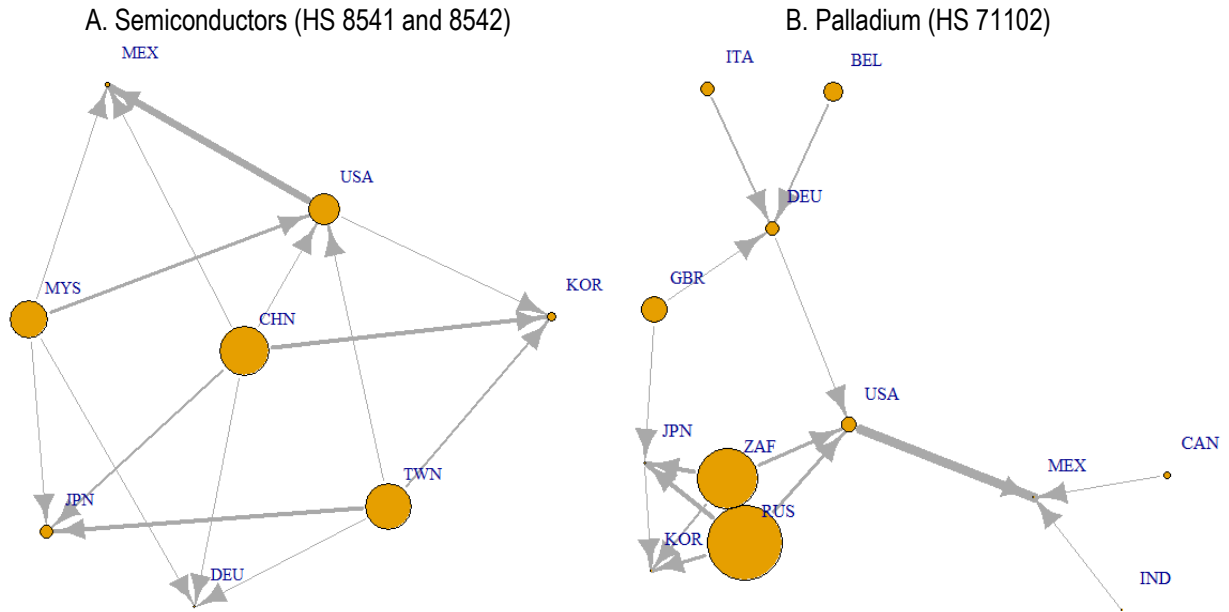 A. Semiconductors (HS 8541 and 8542)
MEX
USA
KOR
MYS
CHN
TWN
JPN
DEU
B. Palladium (HS 71102)
ITA
BEL
DEU
GBR
USA
JPN
ZAF
CAN
MEX
RUS
KOR
IND